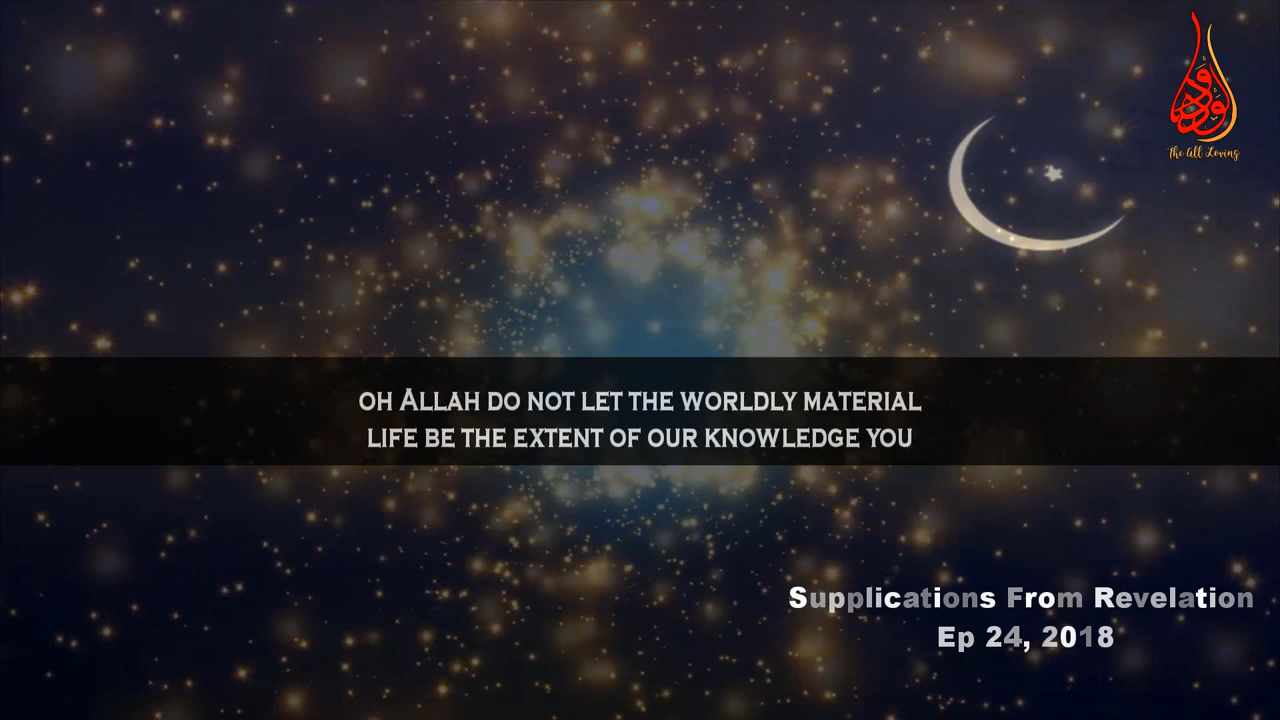 الودود
The All Loving
OH ALLAH DO NOT LET THE WORLDLY MATERIAL
LIFE BE THE EXTENT OF OUR KNOWLEDGE YOU
Supplications From Revelation
Ep 24, 2018